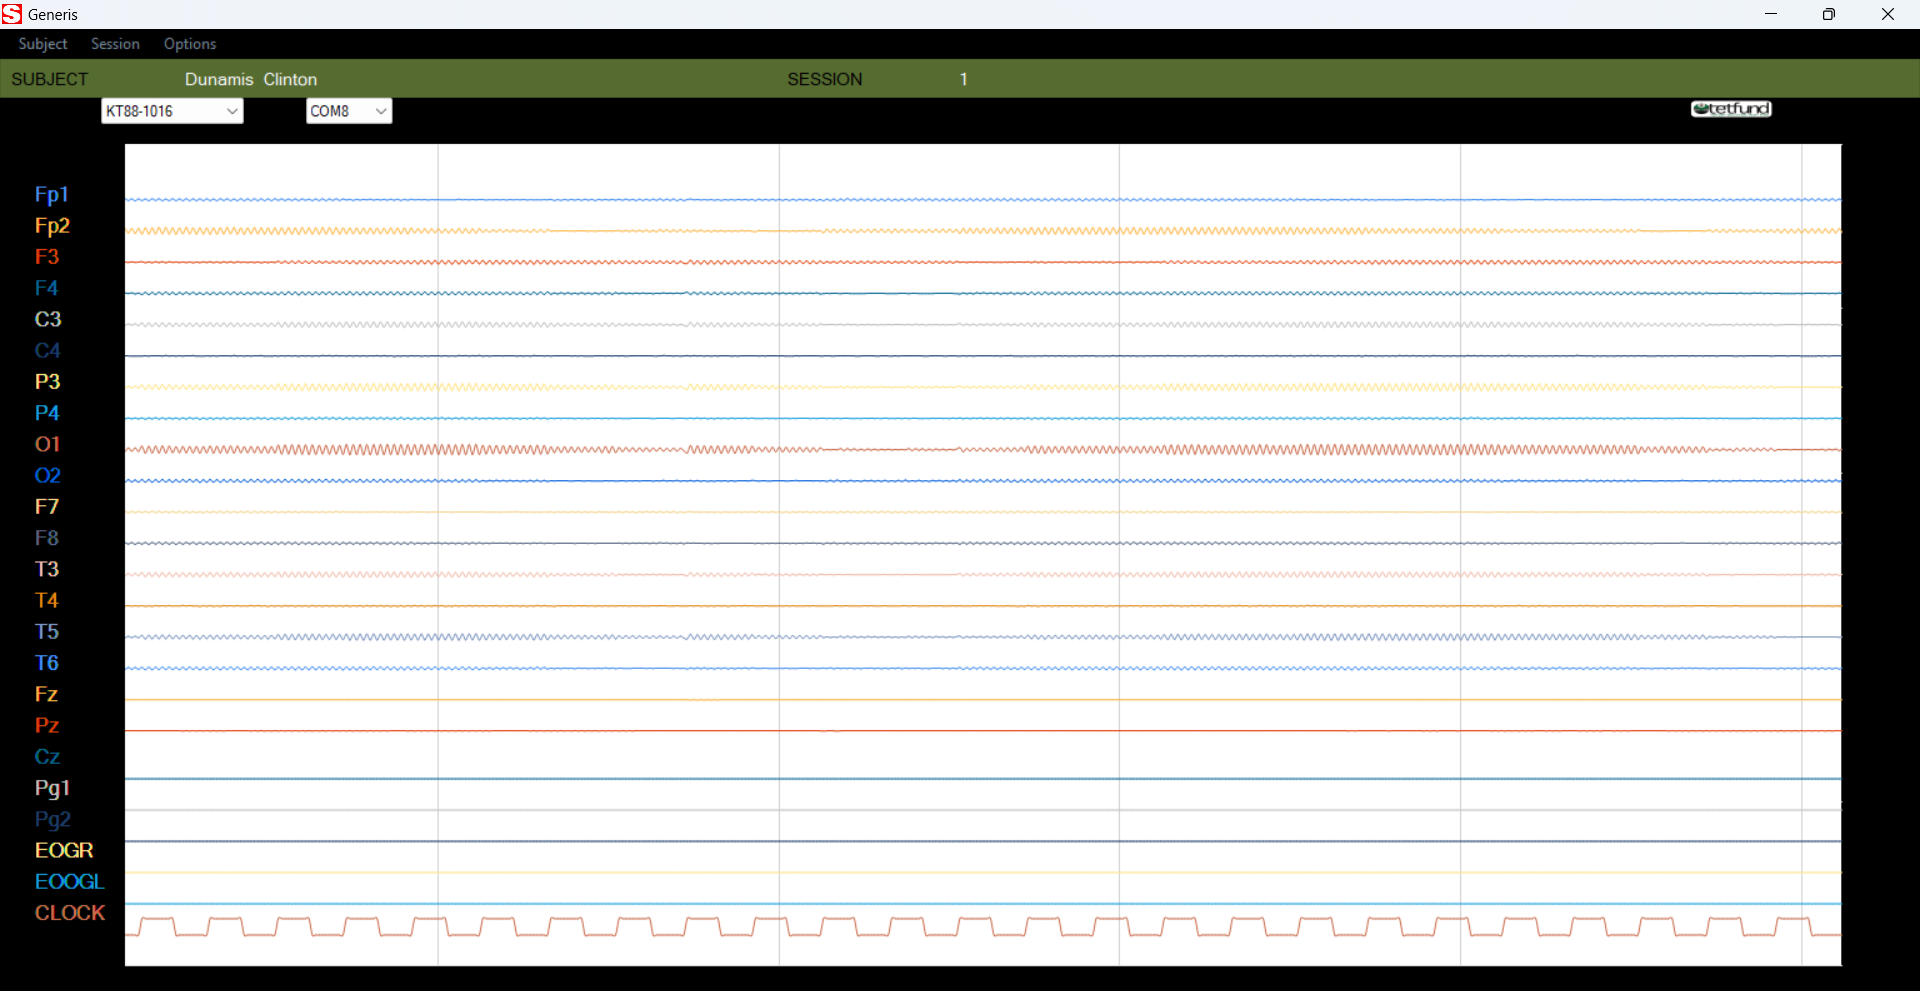 Generis
Subject Session Options
SUBJECT Dunamis Clinton SESSION 1
KT88-1016 COM8 tetfund
Fp1
Fp2
F3
F4
C3
C4
P3
P4
O1
O2
F7
F8
T3
T4
T5
T6
Fz
Pz
Cz
Pg1
Pg2
EOGR
EOOGL
CLOCK